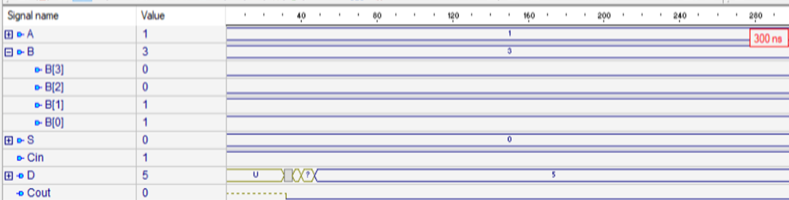 Signal name Value 40 80 120 160 200 240 280
A 1 1 300 ns
B 3 3
B[3] 0
B[2] 0
B[1] 1
B[0] 1
S 0 0
Cin 1
D 5 U ? 5
Cout 0